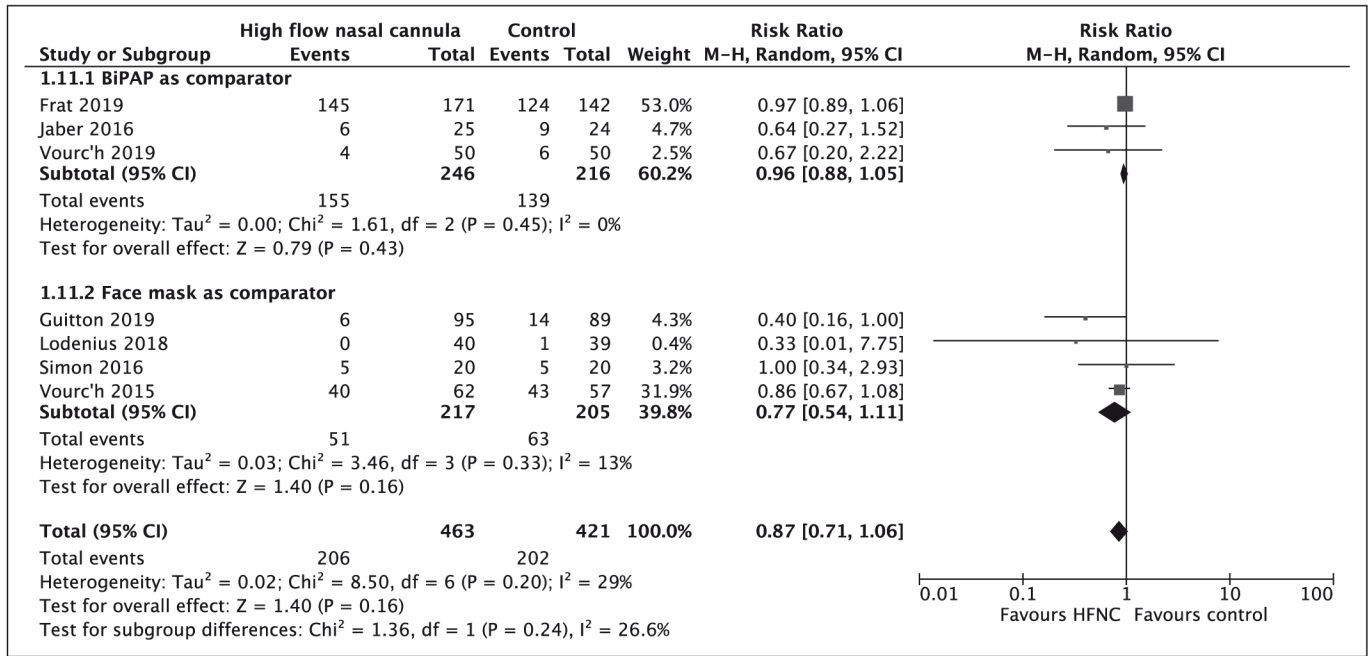 High flow nasal cannula Control Risk Ratio Risk Ratio
Study or Subgroup Events Total Events Total Weight M-H, Random, 95% CI M-H, Random, 95% CI
1.11.1 BiPAP as comparator
Frat 2019 145 171 124 142 53.0% 0.97 [0.89, 1.06]
Jaber 2016 6 25 9 24 4.7% 0.64 [0.27, 1.52]
Vourc'h 2019 4 50 6 50 2.5% 0.67 [0.20, 2.22]
Subtotal (95% CI) 246 216 60.2% 0.96 [0.88, 1.05]
Total events 155 139
Heterogeneity: Tau² = 0.00; Chi² = 1.61, df = 2 (P = 0.45); I² = 0%
Test for overall effect: Z = 0.79 (P = 0.43)
1.11.2 Face mask as comparator
Guitton 2019 6 95 14 89 4.3% 0.40 [0.16, 1.00]
Lodenius 2018 0 40 1 39 0.4% 0.33 [0.01, 7.75]
Simon 2016 5 20 5 20 3.2% 1.00 [0.34, 2.93]
Vourc'h 2015 40 62 43 57 31.9% 0.86 [0.67, 1.08]
Subtotal (95% CI) 217 205 39.8% 0.77 [0.54, 1.11]
Total events 51 63
Heterogeneity: Tau² = 0.03; Chi² = 3.46, df = 3 (P = 0.33); I² = 13%
Test for overall effect: Z = 1.40 (P = 0.16)
Total (95% CI) 463 421 100.0% 0.87 [0.71, 1.06]
Total events 206 202
Heterogeneity: Tau² = 0.02; Chi² = 8.50, df = 6 (P = 0.20); I² = 29%
Test for overall effect: Z = 1.40 (P = 0.16)
Test for subgroup differences: Chi² = 1.36, df = 1 (P = 0.24), I² = 26.6%
0.01 0.1 1 10 100
Favours HFNC Favours control